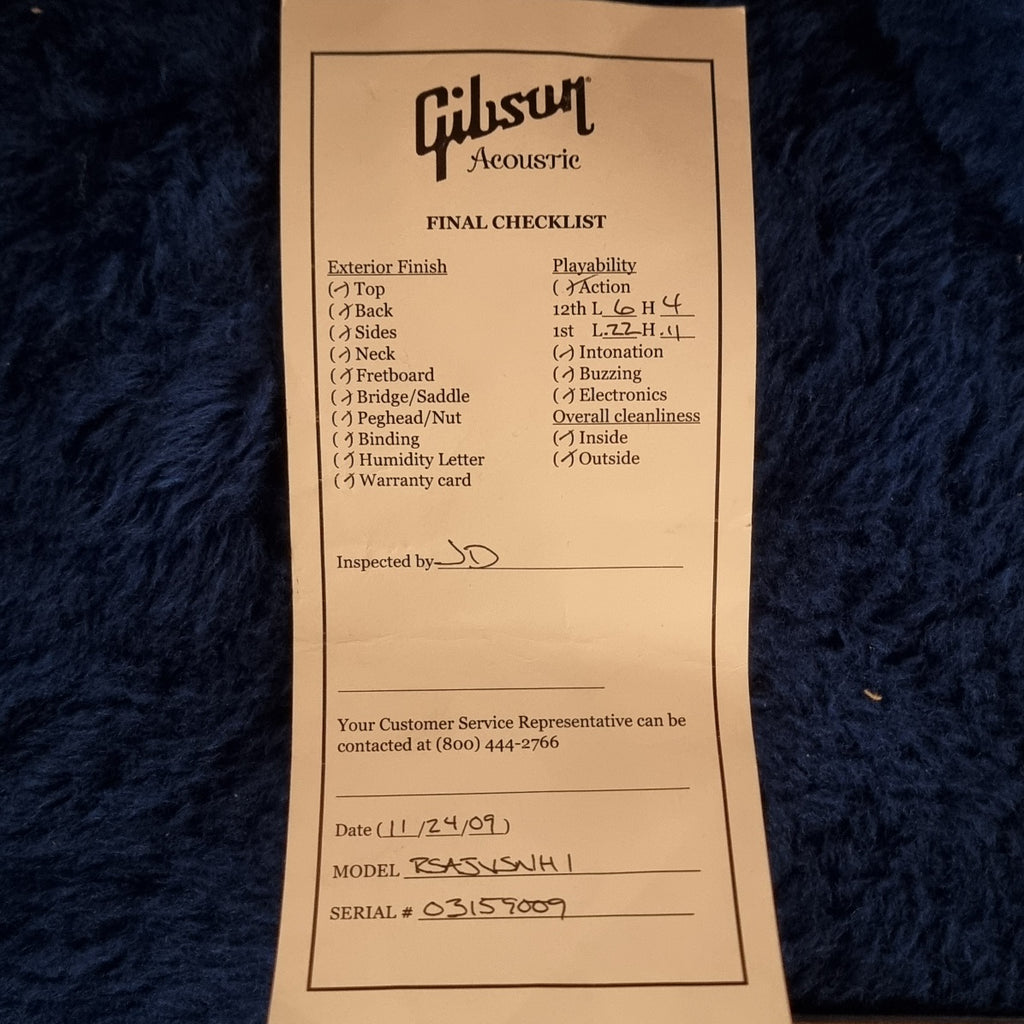 Gibson
Acoustic
FINAL CHECKLIST
Exterior Finish
(✓) Top
(✓) Back
(✓) Sides
(✓) Neck
(✓) Fretboard
(✓) Bridge/Saddle
(✓) Peghead/Nut
(✓) Binding
(✓) Humidity Letter
(✓) Warranty card
Playability
(✓) Action
12th L 6 H 4
1st L .22 H .11
(✓) Intonation
(✓) Buzzing
(✓) Electronics
Overall cleanliness
(✓) Inside
(✓) Outside
Inspected by JD
Your Customer Service Representative can be
contacted at (800) 444-2766
Date (11/24/09)
MODEL RSAJVSNH1
SERIAL # 03159009